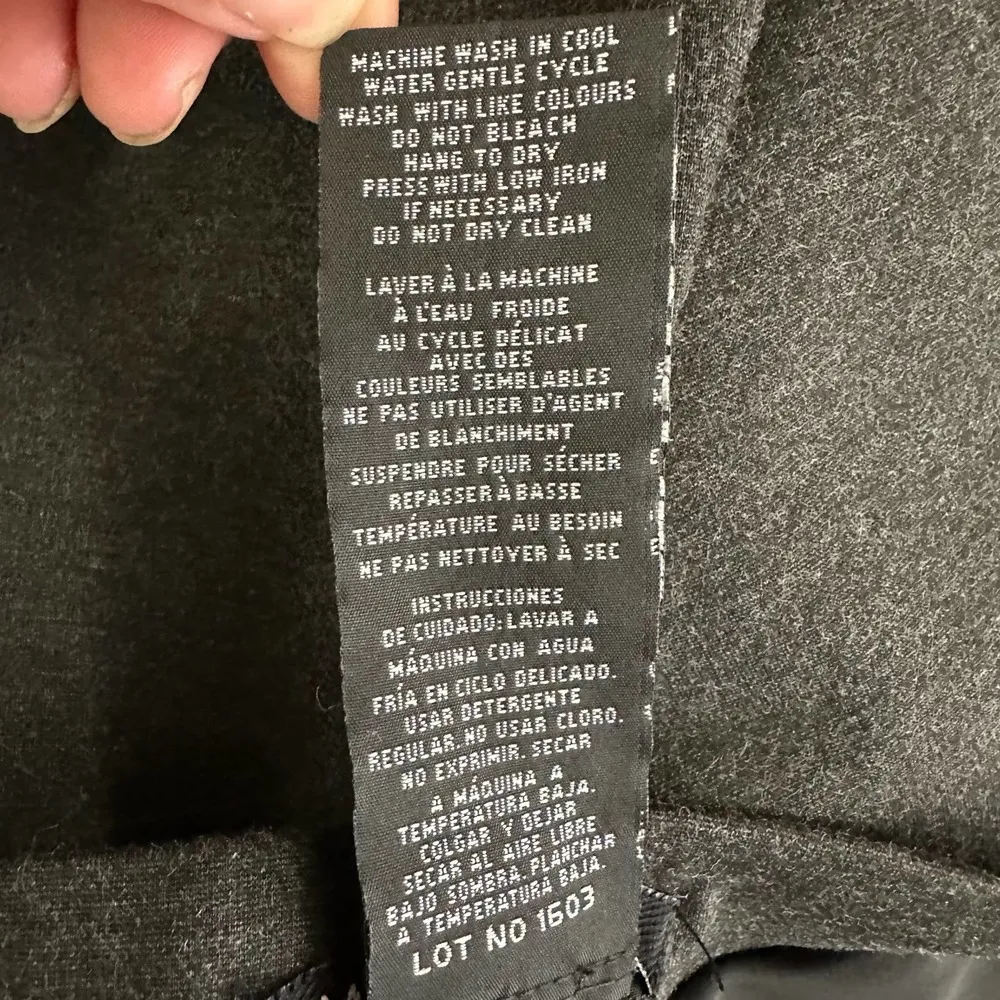 MACHINE WASH IN COOL
WATER GENTLE CYCLE
WASH WITH LIKE COLOURS
DO NOT BLEACH
HANG TO DRY
PRESS WITH LOW IRON
IF NECESSARY
DO NOT DRY CLEAN
LAVER À LA MACHINE
À L'EAU FROIDE
AU CYCLE DÉLICAT
AVEC DES
COULEURS SEMBLABLES
NE PAS UTILISER D'AGENT
DE BLANCHIMENT
SUSPENDRE POUR SÉCHER
REPASSER À BASSE
TEMPÉRATURE AU BESOIN
NE PAS NETTOYER À SEC
INSTRUCCIONES
DE CUIDADO: LAVAR A
MÁQUINA CON AGUA
FRÍA EN CICLO DELICADO.
USAR DETERGENTE
REGULAR. NO USAR CLORO.
NO EXPRIMIR. SECAR
A MÁQUINA A
TEMPERATURA BAJA.
COLGAR Y DEJAR
SECAR AL AIRE LIBRE
BAJO SOMBRA. PLANCHAR
A TEMPERATURA BAJA.
LOT NO 1603